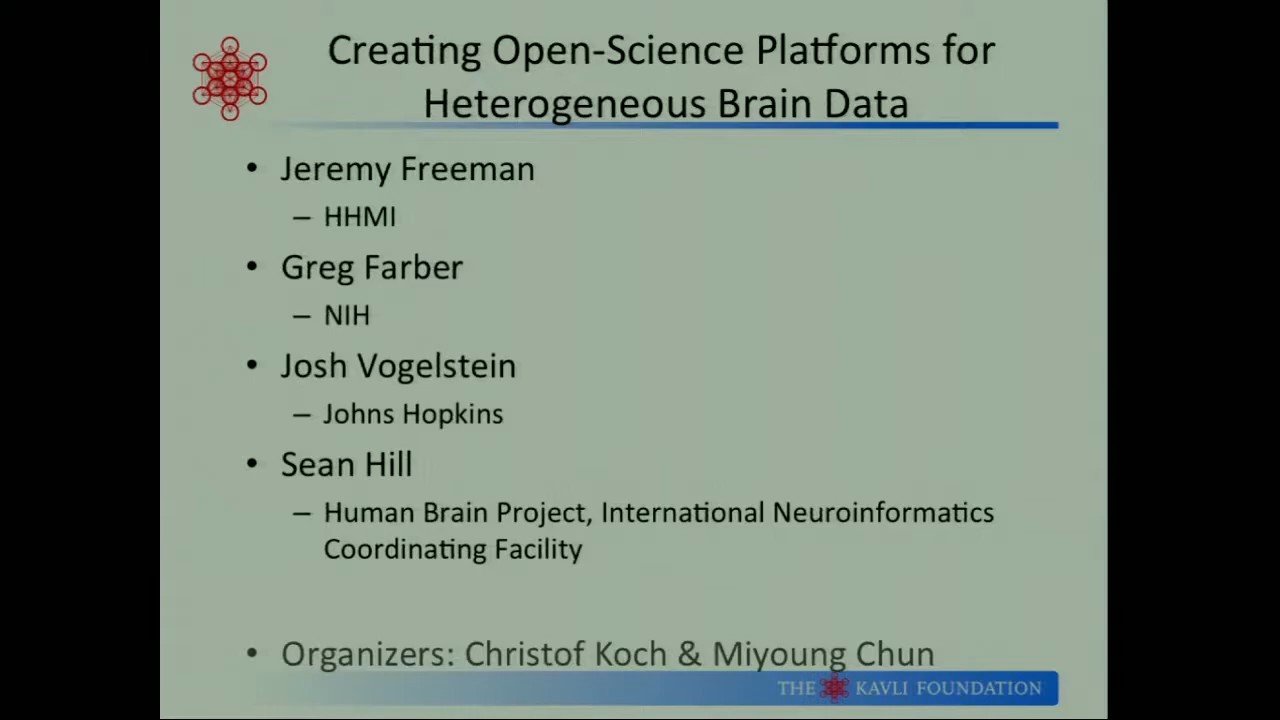 Creating Open-Science Platforms for
Heterogeneous Brain Data
• Jeremy Freeman
– HHMI
• Greg Farber
– NIH
• Josh Vogelstein
– Johns Hopkins
• Sean Hill
– Human Brain Project, International Neuroinformatics
Coordinating Facility
• Organizers: Christof Koch & Miyoung Chun
THE KAVLI FOUNDATION